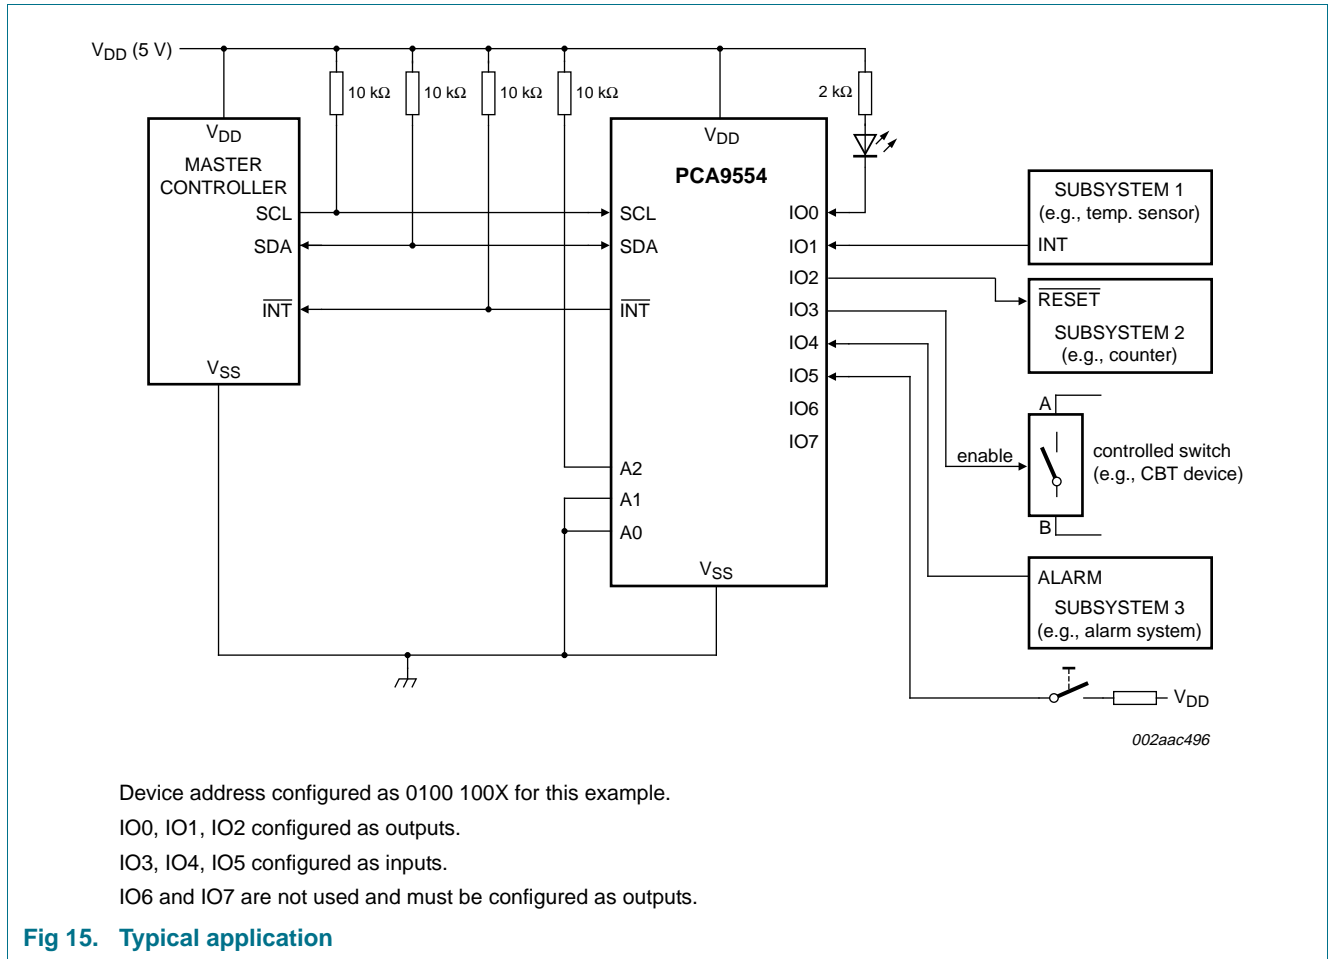 VDD (5 V)
10 kΩ
10 kΩ
10 kΩ
10 kΩ
2 kΩ
VDD
MASTER
CONTROLLER
SCL
SDA
INT
VSS
VDD
PCA9554
SCL
SDA
INT
A2
A1
A0
VSS
IO0
IO1
IO2
IO3
IO4
IO5
IO6
IO7
SUBSYSTEM 1
(e.g., temp. sensor)
INT
RESET
SUBSYSTEM 2
(e.g., counter)
A
enable
B
controlled switch
(e.g., CBT device)
ALARM
SUBSYSTEM 3
(e.g., alarm system)
VDD
002aac496
Device address configured as 0100 100X for this example.
IO0, IO1, IO2 configured as outputs.
IO3, IO4, IO5 configured as inputs.
IO6 and IO7 are not used and must be configured as outputs.
Fig 15. Typical application